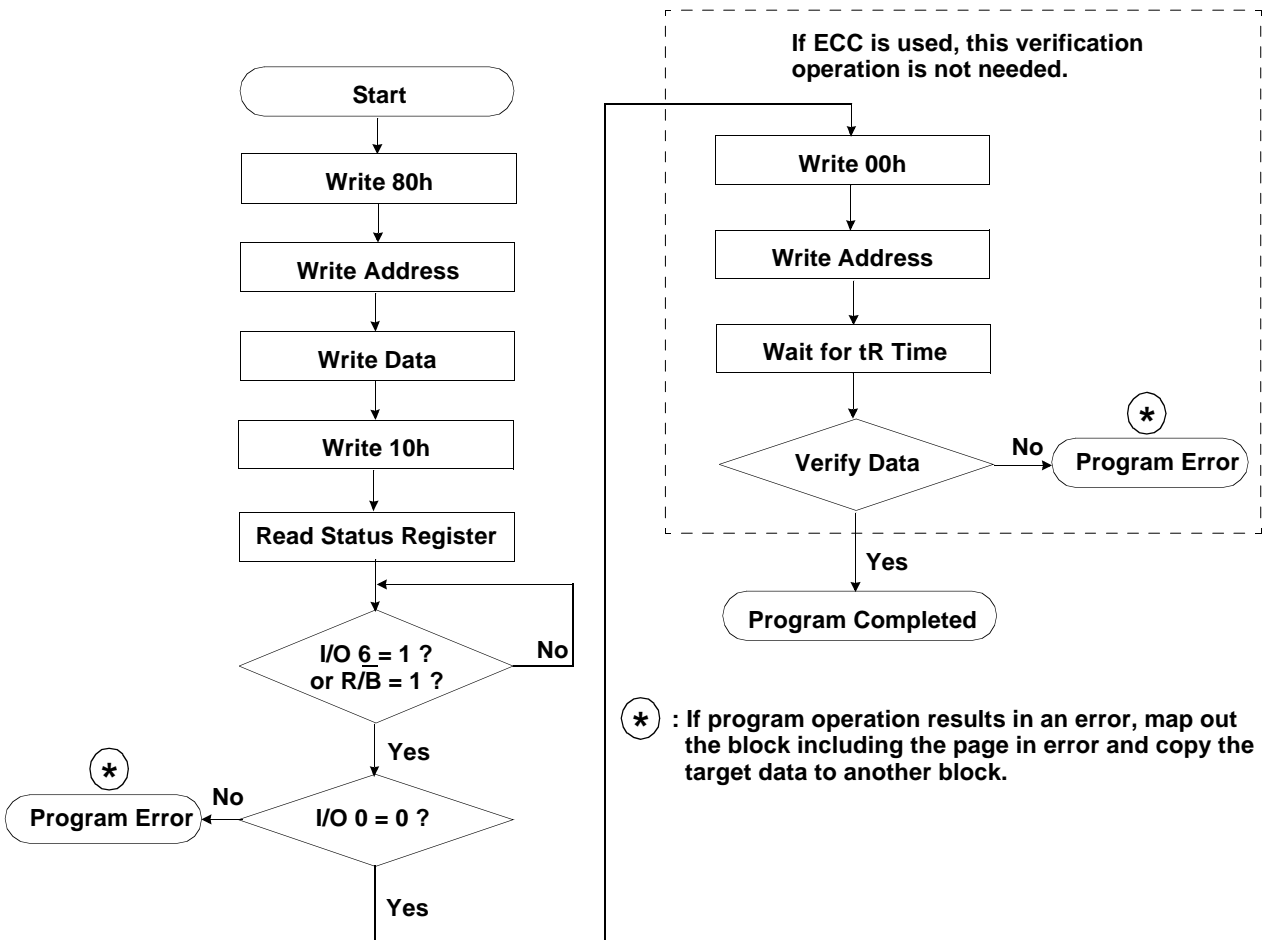 Start
Write 80h
Write Address
Write Data
Write 10h
Read Status Register
I/O 6 = 1 ?
or R/B = 1 ?
No
Yes
*
Program Error
No
I/O 0 = 0 ?
Yes
If ECC is used, this verification
operation is not needed.
Write 00h
Write Address
Wait for tR Time
Verify Data
No
*
Program Error
Yes
Program Completed
* : If program operation results in an error, map out
the block including the page in error and copy the
target data to another block.